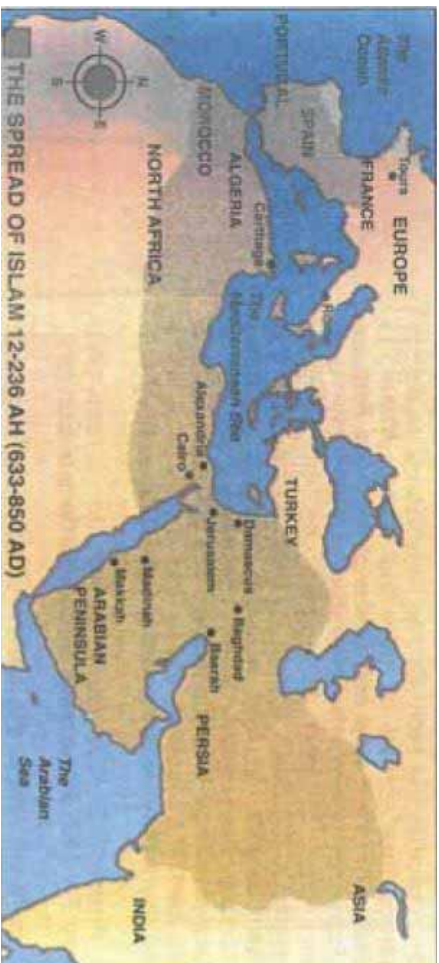 The
Atlantic
Ocean
Tours
EUROPE
FRANCE
PORTUGAL
SPAIN
MOROCCO
ALGERIA
Carthage
The
Mediterranean Sea
NORTH AFRICA
TURKEY
Alexandria
Cairo
Jerusalem
Damascus
Baghdad
Basrah
Madinah
Makkah
ARABIAN
PENINSULA
PERSIA
ASIA
INDIA
The
Arabian
Sea
N
W
E
S
THE SPREAD OF ISLAM 12-236 AH (633-850 AD)